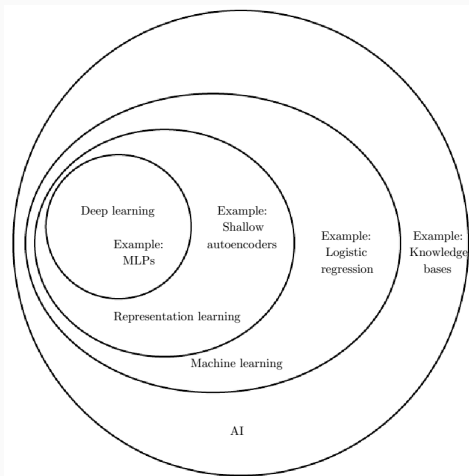 Deep learning
Example:
MLPs
Example:
Shallow
autoencoders
Example:
Logistic
regression
Example:
Knowledge
bases
Representation learning
Machine learning
AI